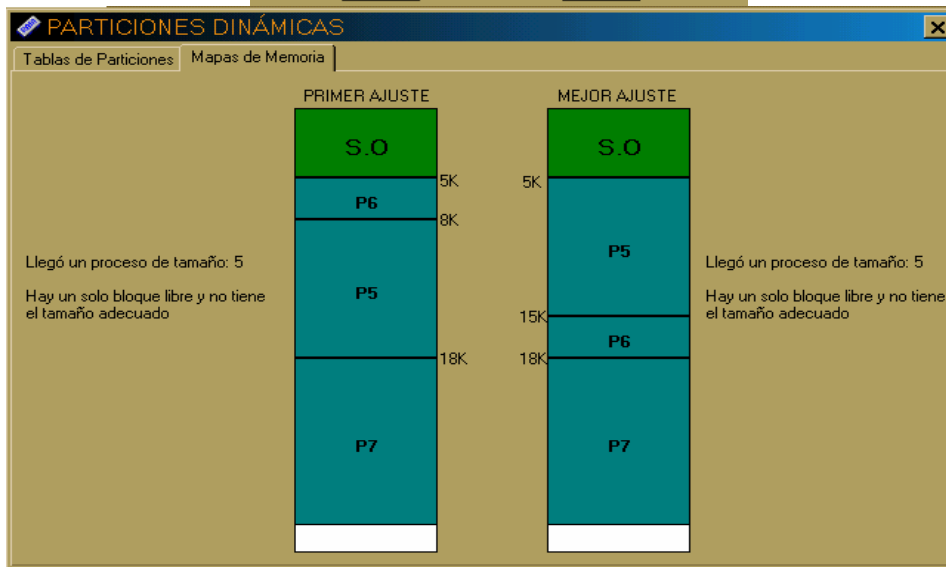 PARTICIONES DINÁMICAS
Tablas de Particiones
Mapas de Memoria
PRIMER AJUSTE
MEJOR AJUSTE
S.O
S.O
5K
5K
P6
8K
Llegó un proceso de tamaño: 5
Hay un solo bloque libre y no tiene
el tamaño adecuado
P5
P5
15K
P6
18K
18K
P7
P7
Llegó un proceso de tamaño: 5
Hay un solo bloque libre y no tiene
el tamaño adecuado